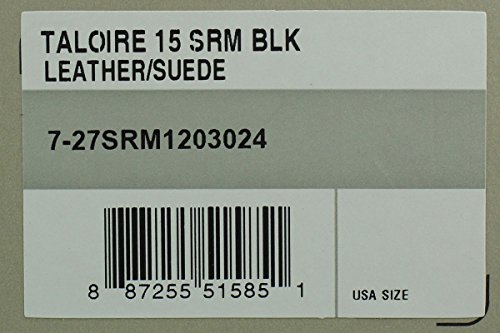 TALOIRE 15 SRM BLK
LEATHER/SUEDE
7-27SRM1203024
8 87255 51585 1
USA SIZE